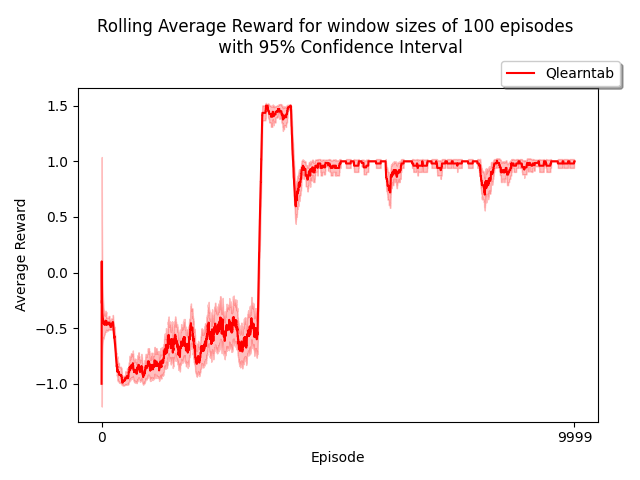 Rolling Average Reward for window sizes of 100 episodes
with 95% Confidence Interval
Qlearntab
1.5
1.0
0.5
0.0
−0.5
−1.0
Average Reward
0
9999
Episode